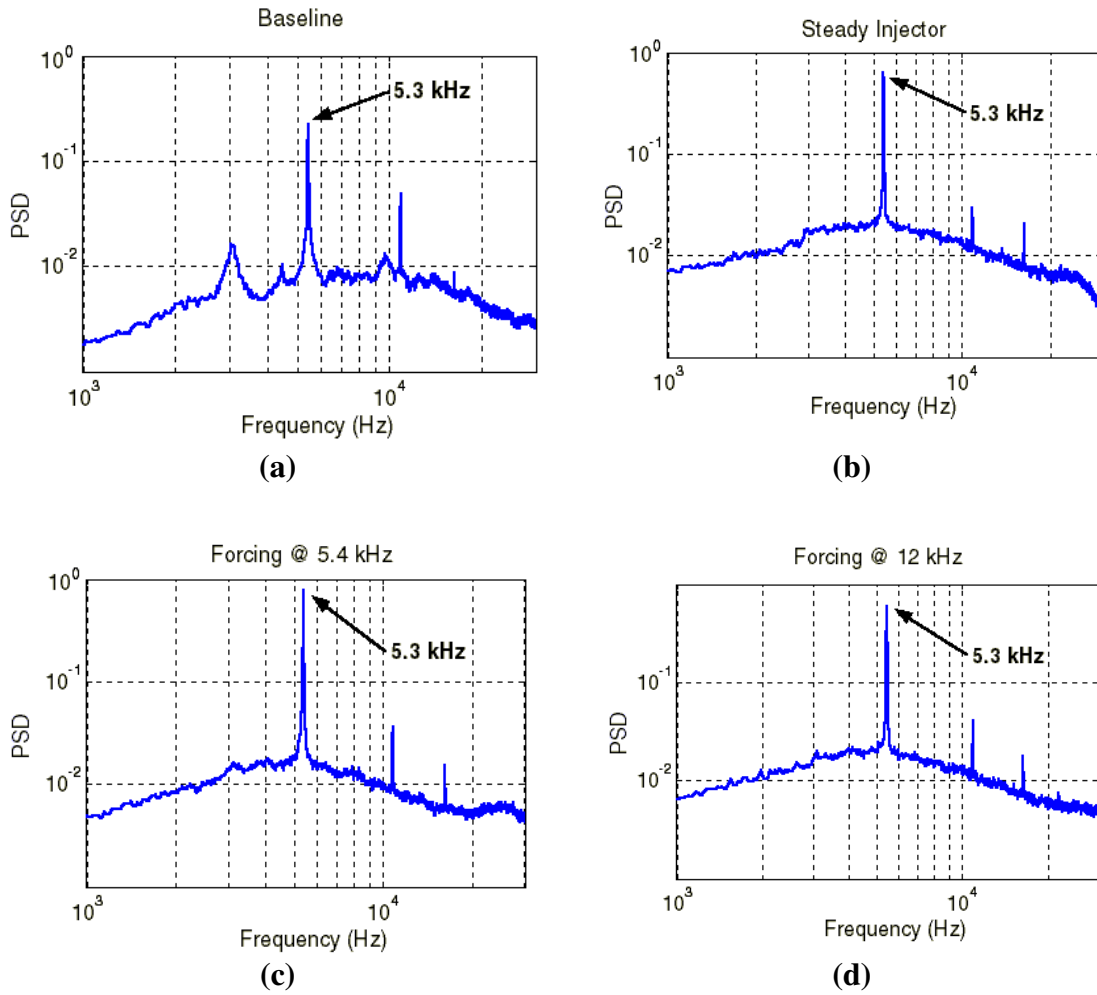 Baseline
10^0
10^-1
10^-2
PSD
5.3 kHz
10^3
10^4
Frequency (Hz)
(a)
Steady Injector
10^0
10^-1
10^-2
PSD
5.3 kHz
10^3
10^4
Frequency (Hz)
(b)
Forcing @ 5.4 kHz
10^0
10^-1
10^-2
PSD
5.3 kHz
10^3
10^4
Frequency (Hz)
(c)
Forcing @ 12 kHz
10^-1
10^-2
PSD
5.3 kHz
10^3
10^4
Frequency (Hz)
(d)